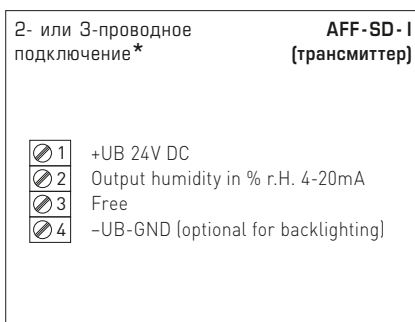 2- или 3-проводное
подключение*
AFF-SD-I
(трансмиттер)
1 +UB 24V DC
2 Output humidity in % r.H. 4-20mA
3 Free
4 –UB-GND (optional for backlighting)